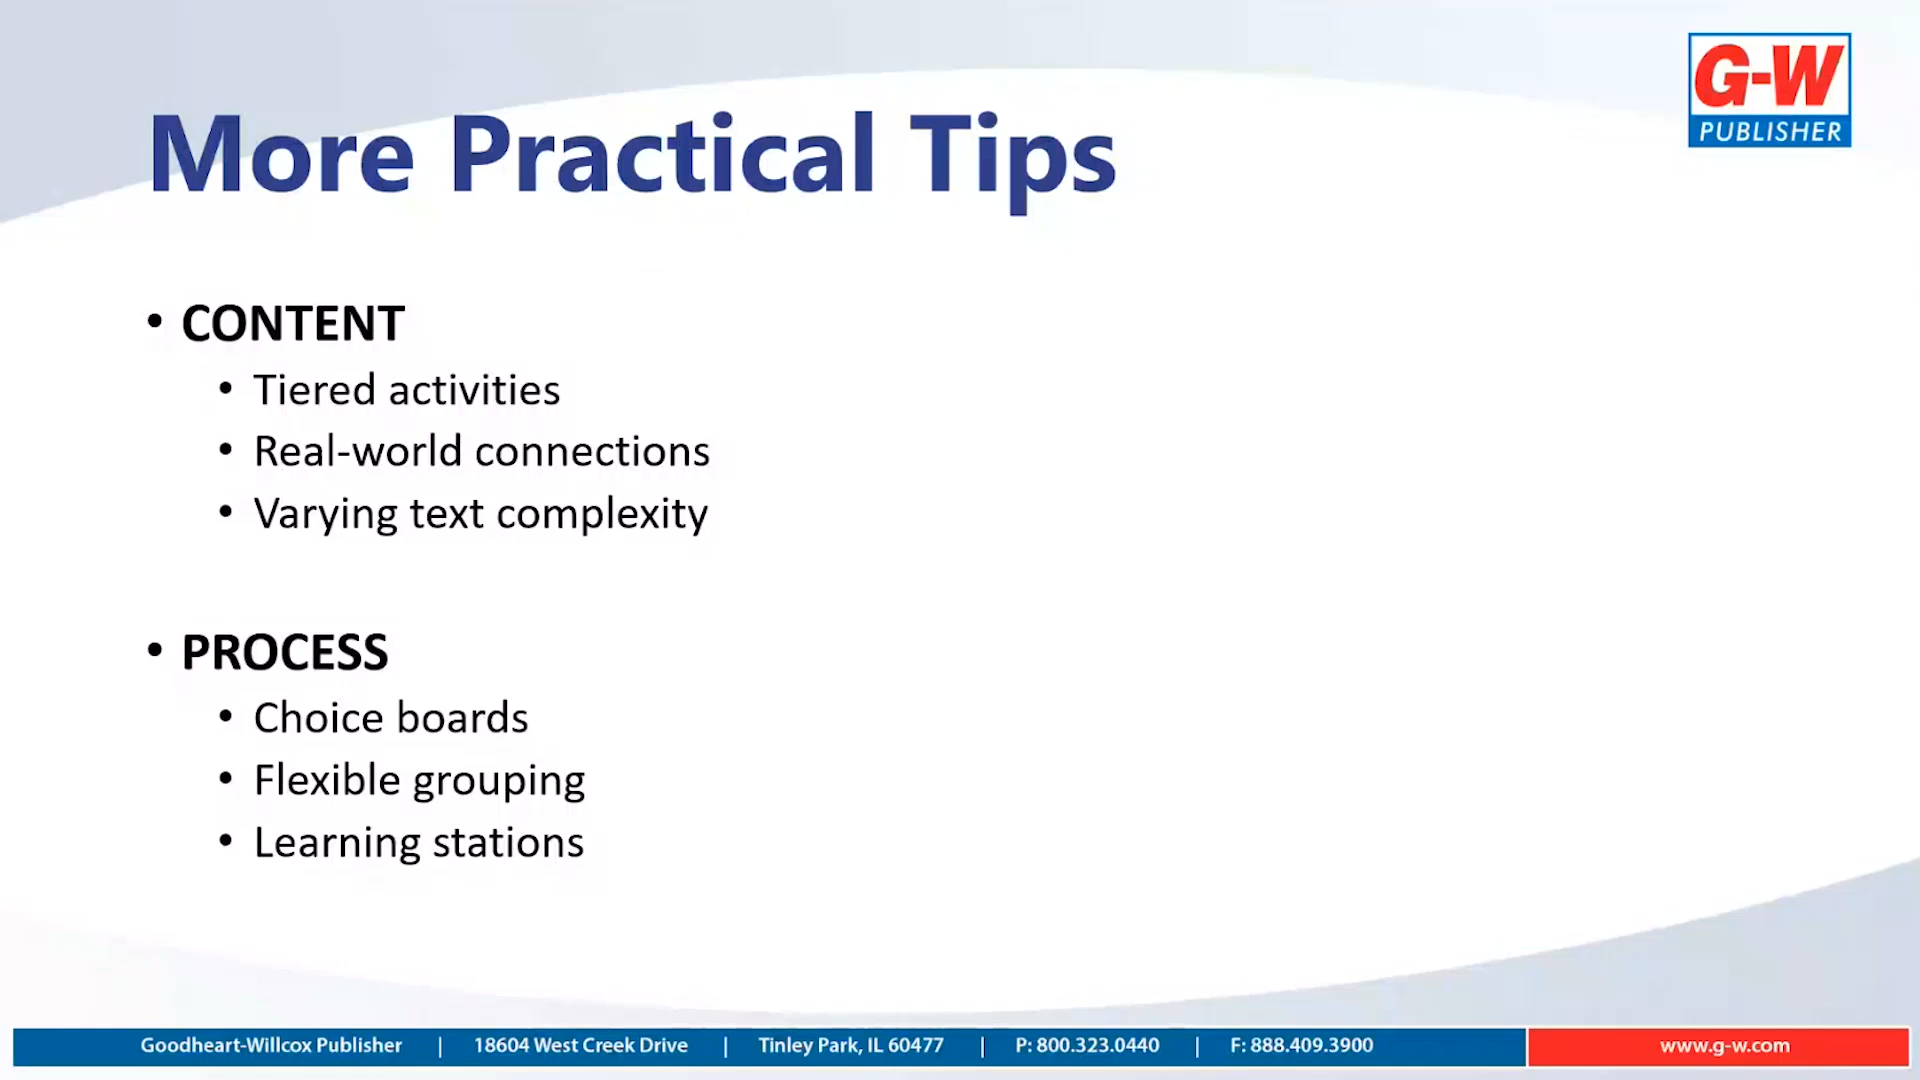 G-W
PUBLISHER
More Practical Tips
• CONTENT
• Tiered activities
• Real-world connections
• Varying text complexity
• PROCESS
• Choice boards
• Flexible grouping
• Learning stations
Goodheart-Willcox Publisher | 18604 West Creek Drive | Tinley Park, IL 60477 | P: 800.323.0440 | F: 888.409.3900 www.g-w.com